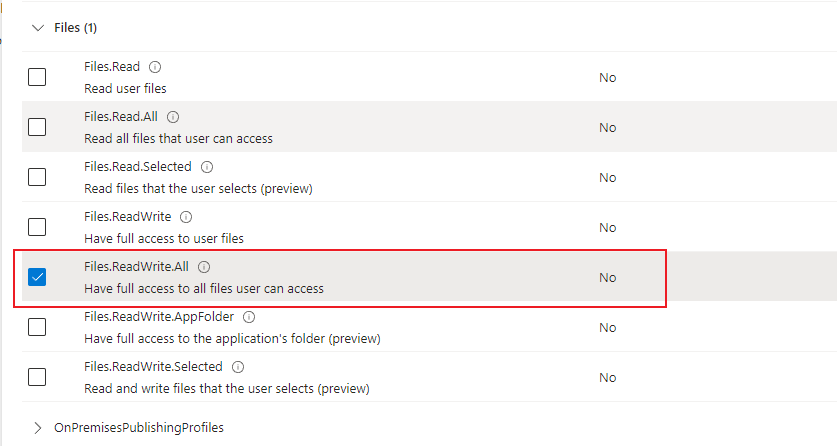 Files (1)
Files.Read
Read user files
No
Files.Read.All
Read all files that user can access
No
Files.Read.Selected
Read files that the user selects (preview)
No
Files.ReadWrite
Have full access to user files
No
Files.ReadWrite.All
Have full access to all files user can access
No
Files.ReadWrite.AppFolder
Have full access to the application's folder (preview)
No
Files.ReadWrite.Selected
Read and write files that the user selects (preview)
No
OnPremisesPublishingProfiles